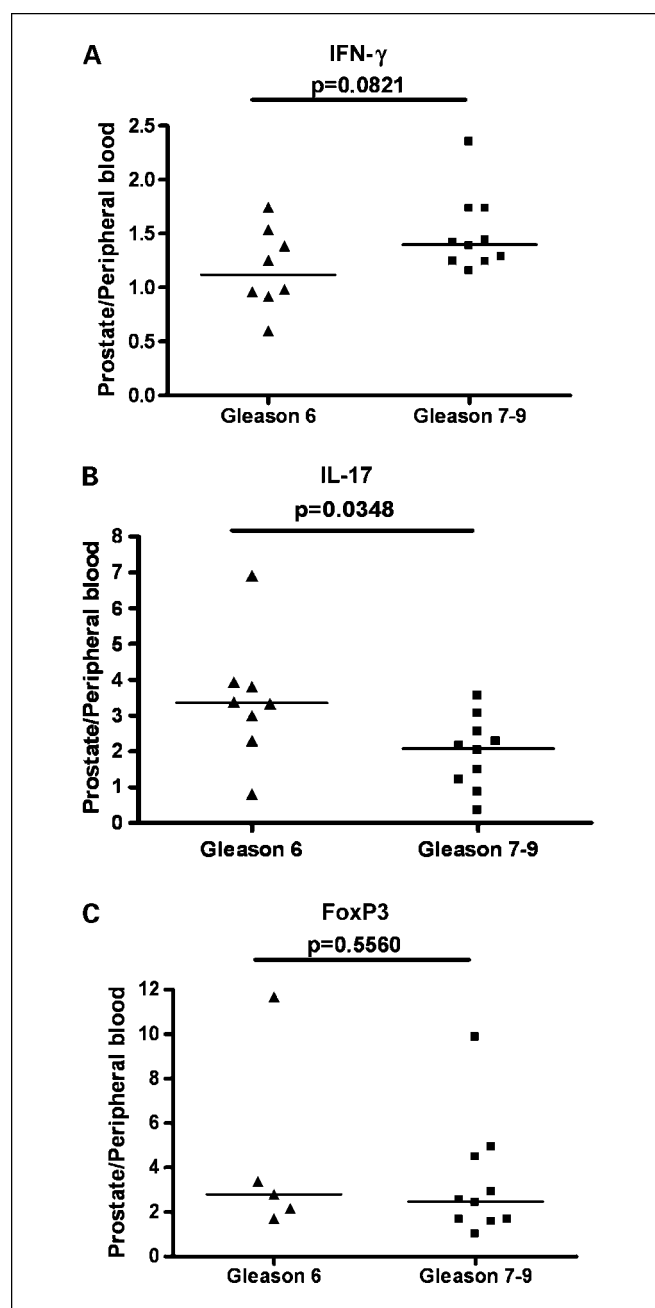 A
IFN-γ
p=0.0821
Prostate/Peripheral blood
2.5
2.0
1.5
1.0
0.5
0.0
Gleason 6 Gleason 7-9
B
IL-17
p=0.0348
Prostate/Peripheral blood
8
7
6
5
4
3
2
1
0
Gleason 6 Gleason 7-9
C
FoxP3
p=0.5560
Prostate/Peripheral blood
12
10
8
6
4
2
0
Gleason 6 Gleason 7-9